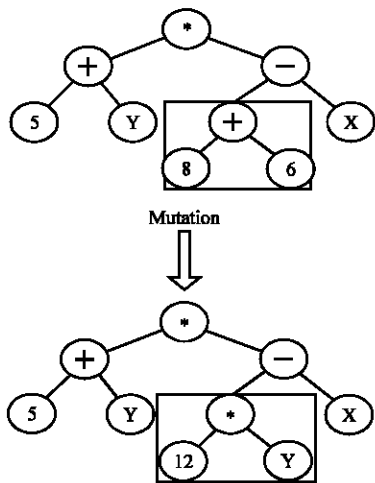 *
+ −
5 Y + X
8 6
Mutation
*
+ −
5 Y * X
12 Y